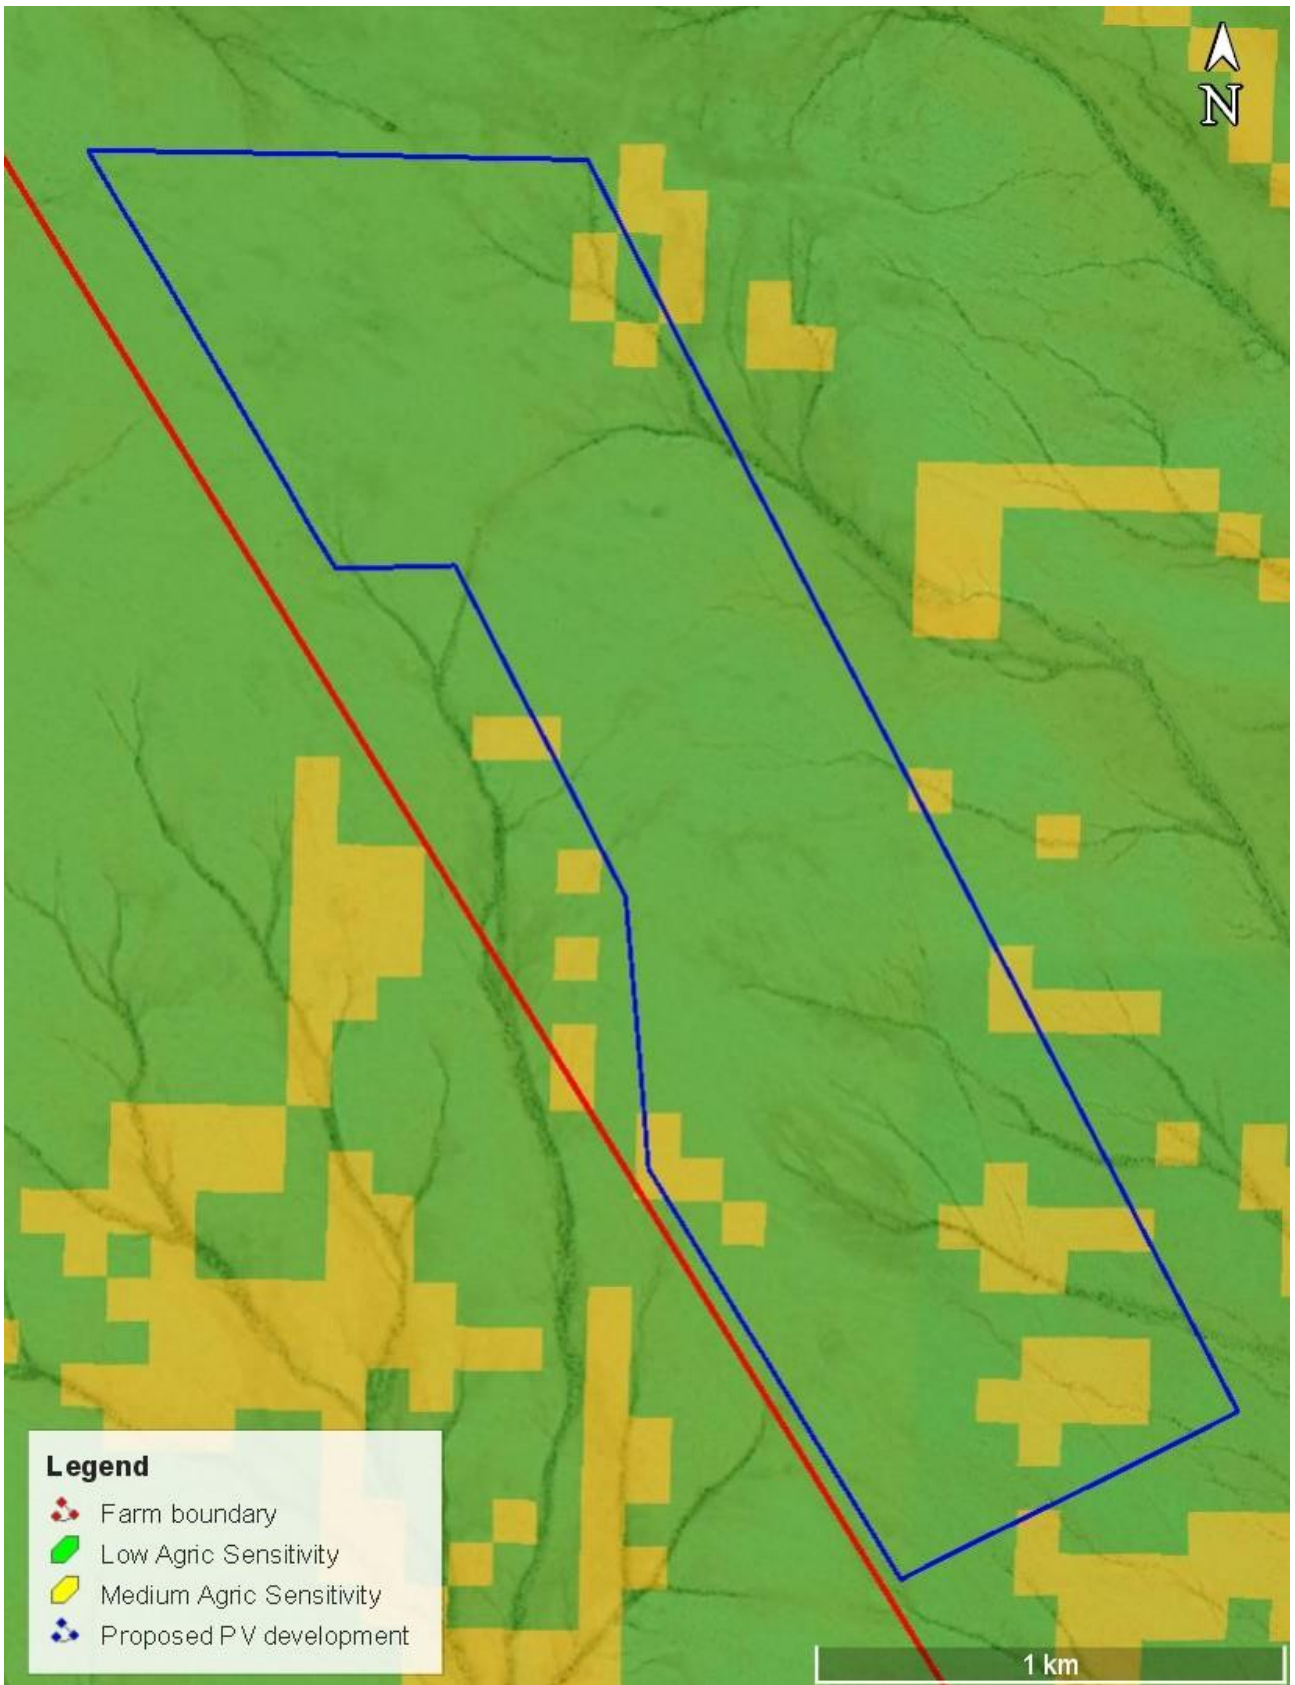 N
Legend
Farm boundary
Low Agric Sensitivity
Medium Agric Sensitivity
Proposed PV development
1 km